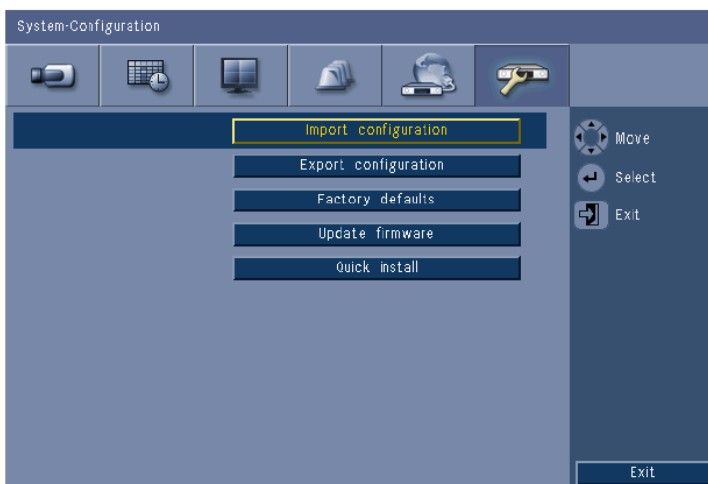 System-Configuration
Import configuration
Export configuration
Factory defaults
Update firmware
Quick install
Move
Select
Exit
Exit